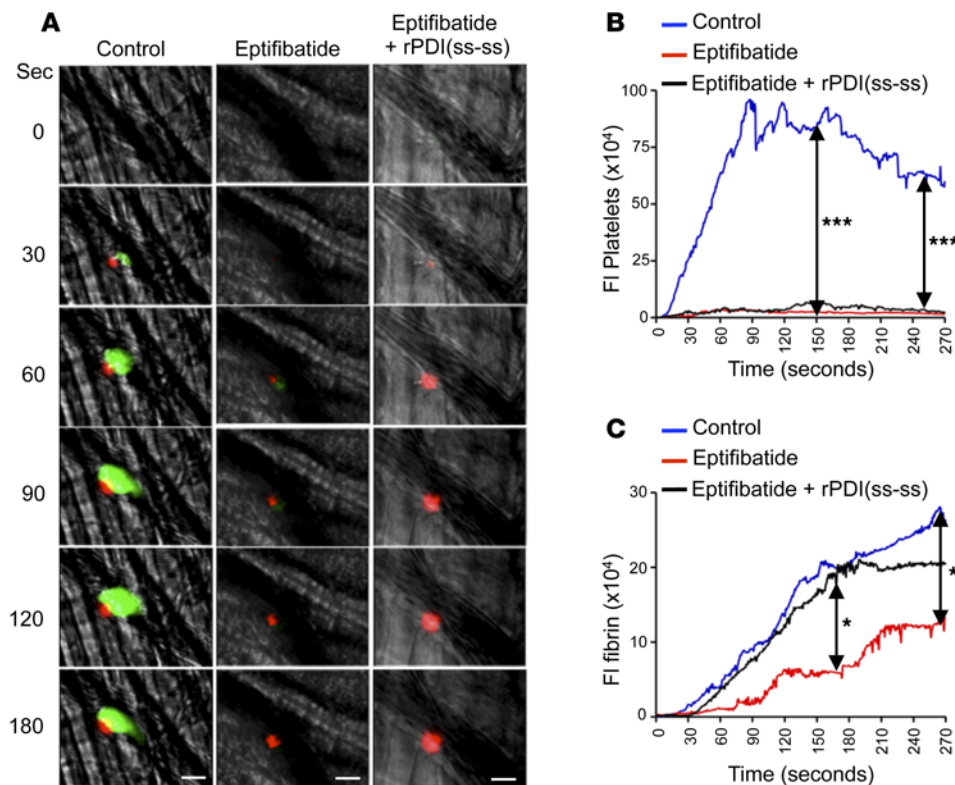 A
Control
Eptifibatide
Eptifibatide
+ rPDI(ss-ss)
Sec
0
30
60
90
120
180
B
Control
Eptifibatide
Eptifibatide + rPDI(ss-ss)
100
75
50
25
0
FI Platelets (x10⁴)
***
***
0 30 60 90 120 150 180 210 240 270
Time (seconds)
C
Control
Eptifibatide
Eptifibatide + rPDI(ss-ss)
30
20
10
0
FI fibrin (x10⁴)
*
*
0 30 60 90 120 150 180 210 240 270
Time (seconds)